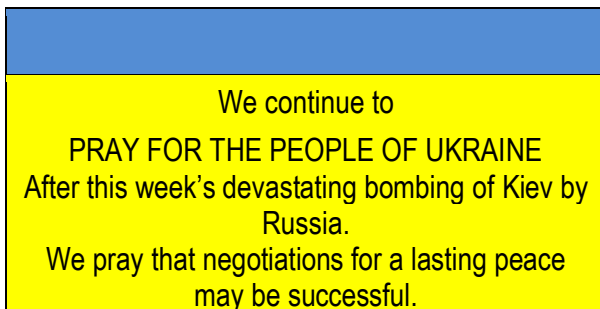 We continue to
PRAY FOR THE PEOPLE OF UKRAINE
After this week’s devastating bombing of Kiev by
Russia.
We pray that negotiations for a lasting peace
may be successful.